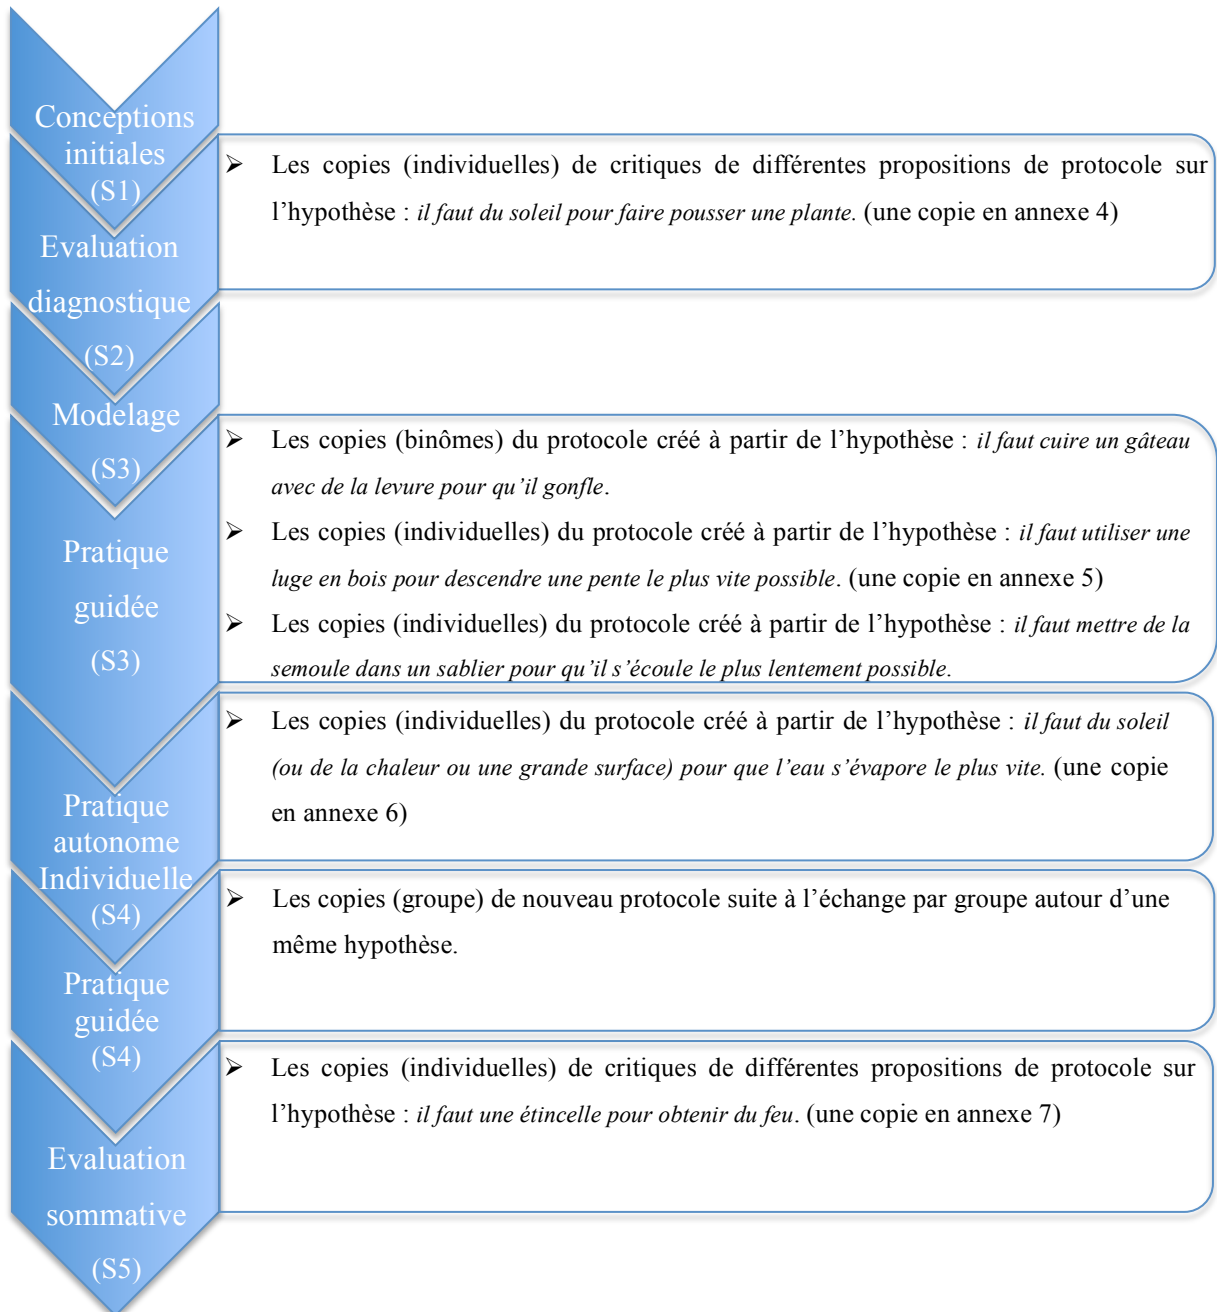 Conceptions
initiales
(S1)
➢ Les copies (individuelles) de critiques de différentes propositions de protocole sur
l’hypothèse : il faut du soleil pour faire pousser une plante. (une copie en annexe 4)
Evaluation
diagnostique
(S2)
Modelage
(S3)
➢ Les copies (binômes) du protocole créé à partir de l’hypothèse : il faut cuire un gâteau
avec de la levure pour qu’il gonfle.
➢ Les copies (individuelles) du protocole créé à partir de l’hypothèse : il faut utiliser une
luge en bois pour descendre une pente le plus vite possible. (une copie en annexe 5)
➢ Les copies (individuelles) du protocole créé à partir de l’hypothèse : il faut mettre de la
semoule dans un sablier pour qu’il s’écoule le plus lentement possible.
Pratique
guidée
(S3)
➢ Les copies (individuelles) du protocole créé à partir de l’hypothèse : il faut du soleil
(ou de la chaleur ou une grande surface) pour que l’eau s’évapore le plus vite. (une copie
en annexe 6)
Pratique
autonome
Individuelle
(S4)
➢ Les copies (groupe) de nouveau protocole suite à l’échange par groupe autour d’une
même hypothèse.
Pratique
guidée
(S4)
➢ Les copies (individuelles) de critiques de différentes propositions de protocole sur
l’hypothèse : il faut une étincelle pour obtenir du feu. (une copie en annexe 7)
Evaluation
sommative
(S5)